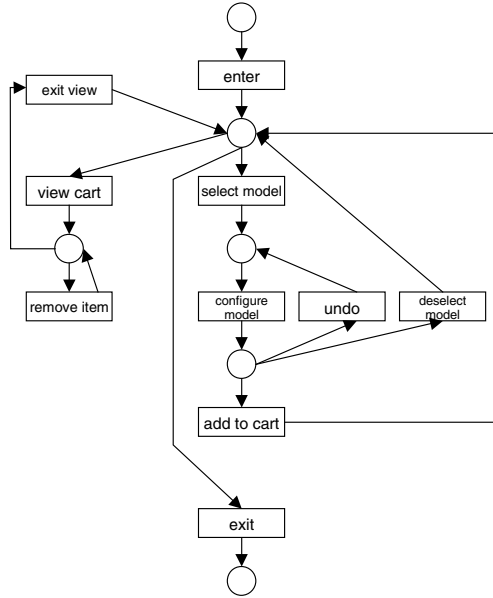 enter
exit view
view cart
select model
remove item
configure
model
undo
deselect
model
add to cart
exit